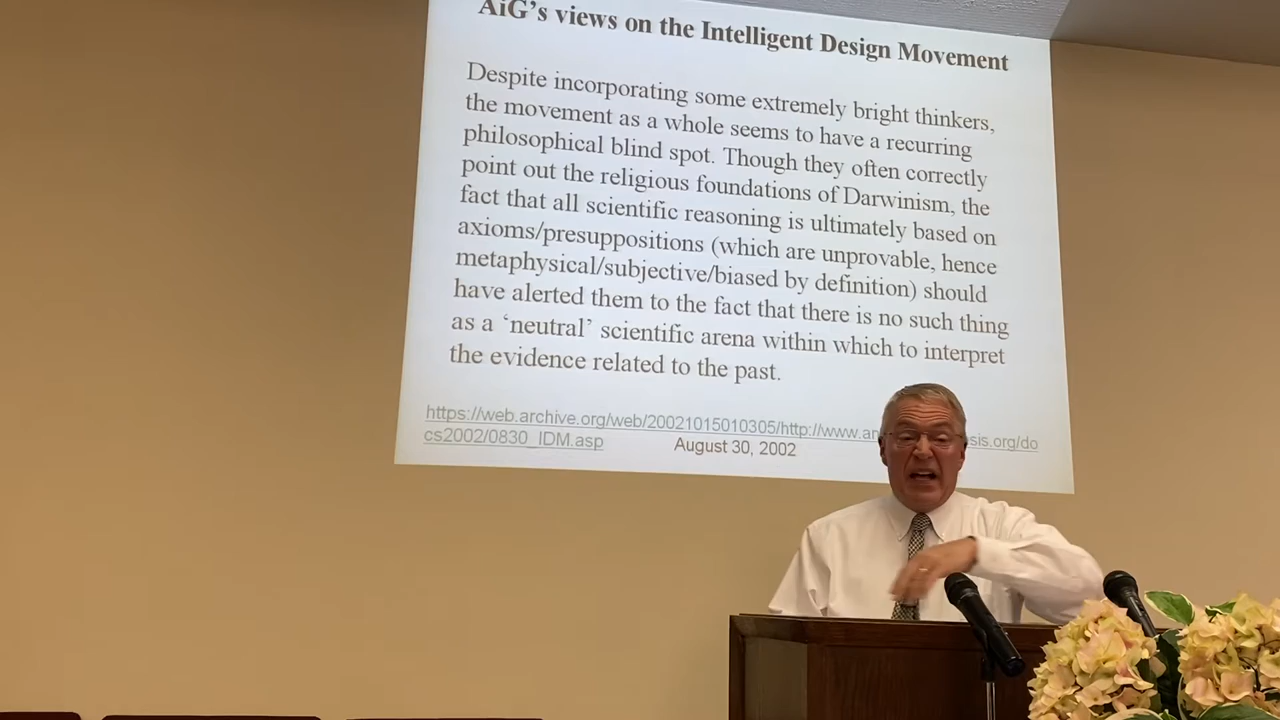 AiG's views on the Intelligent Design Movement
Despite incorporating some extremely bright thinkers,
the movement as a whole seems to have a recurring
philosophical blind spot. Though they often correctly
point out the religious foundations of Darwinism, the
fact that all scientific reasoning is ultimately based on
axioms/presuppositions (which are unprovable, hence
metaphysical/subjective/biased by definition) should
have alerted them to the fact that there is no such thing
as a ‘neutral’ scientific arena within which to interpret
the evidence related to the past.
https://web.archive.org/web/20021015010305/http://www.an sis.org/do
cs2002/0830_IDM.asp August 30, 2002